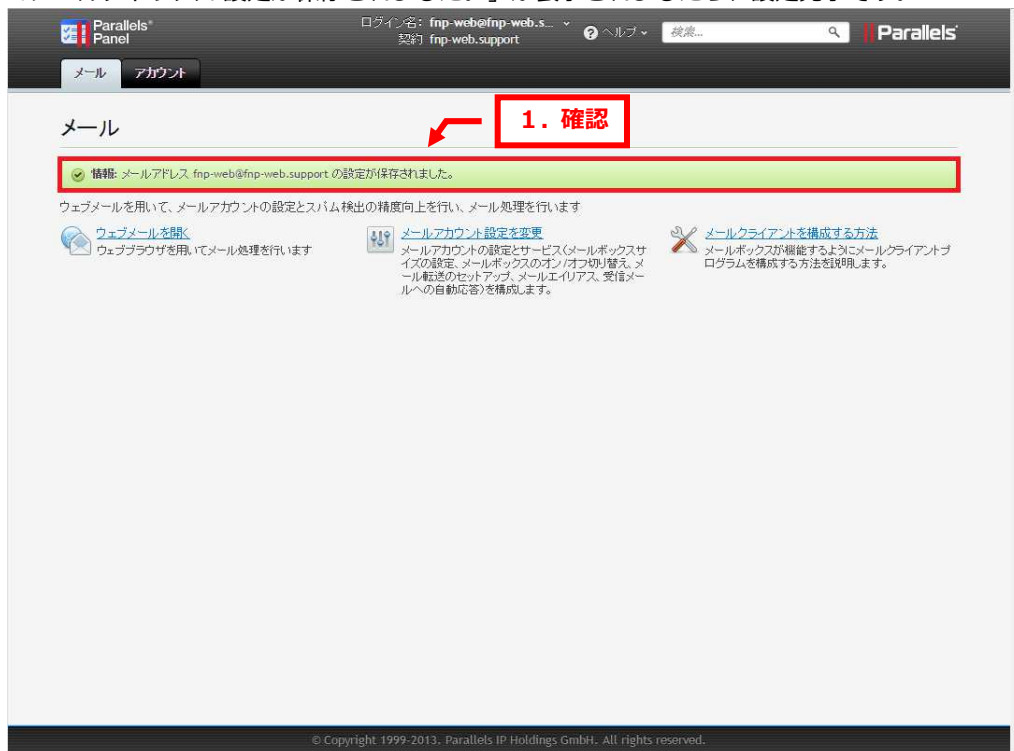 Parallels®
Panel
ログイン名: fnp-web@fnp-web.s...
契約 fnp-web.support
ヘルプ
検索...
Parallels
メール
アカウント
メール
1. 確認
情報: メールアドレス fnp-web@fnp-web.support の設定が保存されました。
ウェブメールを用いて、メールアカウントの設定とスパム検出の精度向上を行い、メール処理を行います
ウェブメールを開く
ウェブブラウザを用いてメール処理を行います
メールアカウント設定を変更
メールアカウントの設定とサービス(メールボックスサ
イズの設定、メールボックスのオン/オフ切り替え、メ
ール転送のセットアップ、メールエイリアス、受信メー
ルへの自動応答)を構成します。
メールクライアントを構成する方法
メールボックスが機能するようにメールクライアントプ
ログラムを構成する方法を説明します。
© Copyright 1999-2013. Parallels IP Holdings GmbH. All rights reserved.